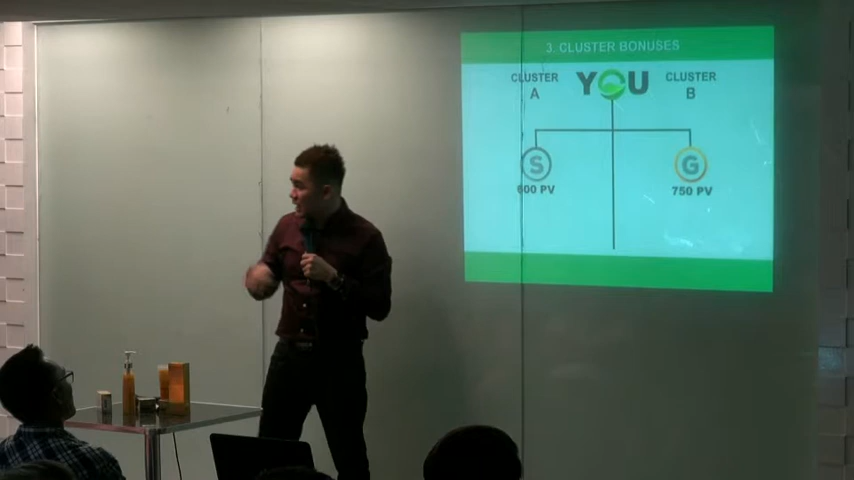 3. CLUSTER BONUSES
CLUSTER A
YOU
CLUSTER B
S
G
600 PV
750 PV